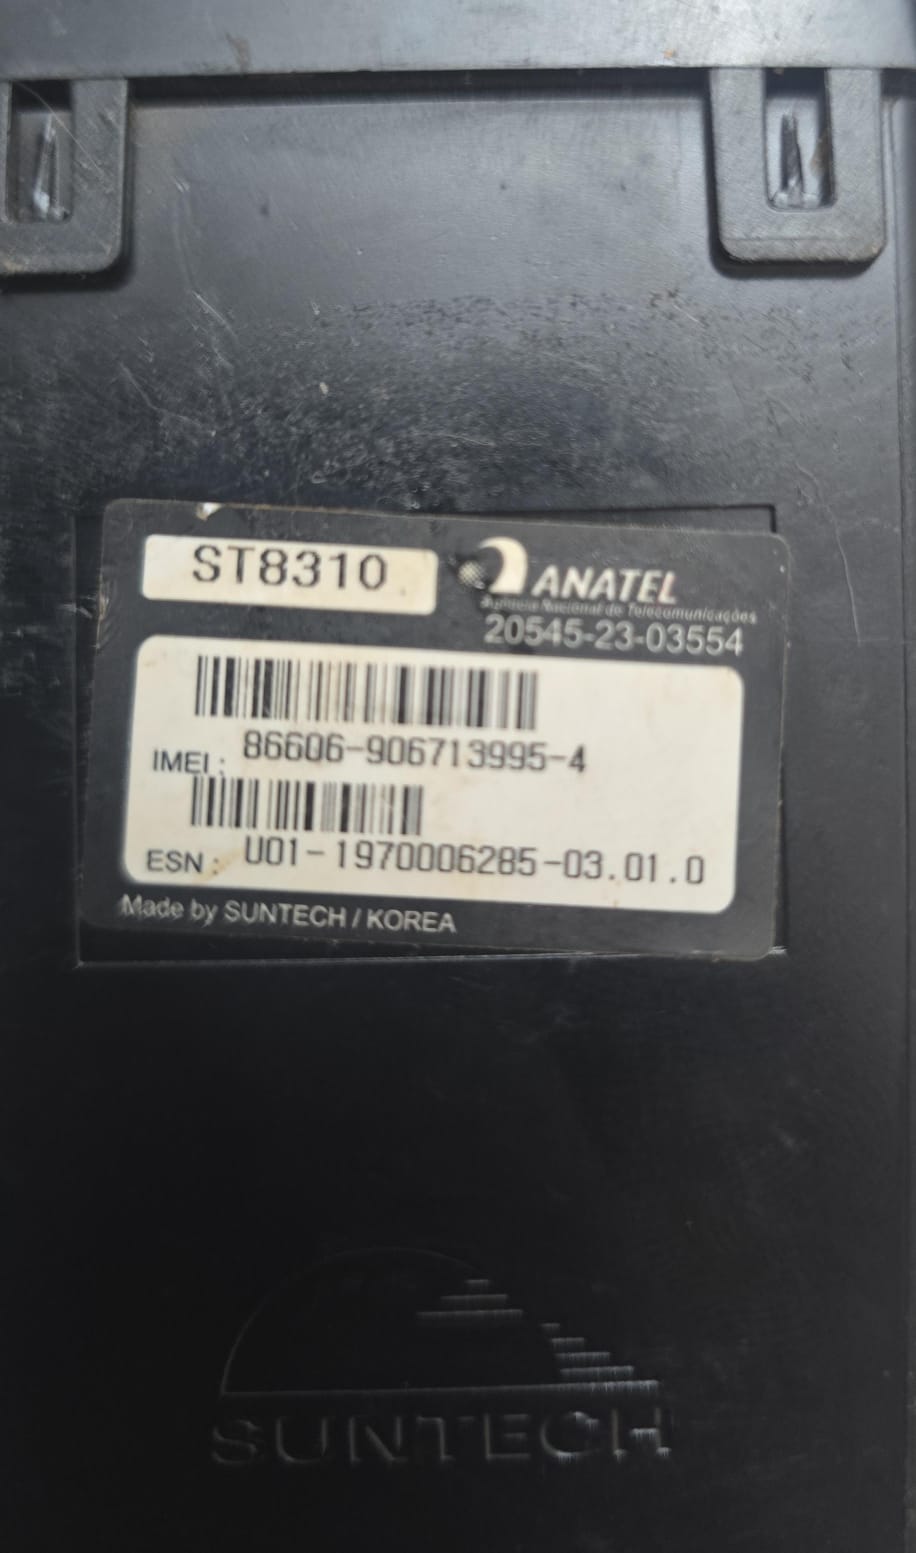 ST8310
ANATEL
Agência Nacional de Telecomunicações
20545-23-03554
IMEI : 86606-906713995-4
ESN : U01-1970006285-03.01.0
Made by SUNTECH / KOREA
SUNTECH